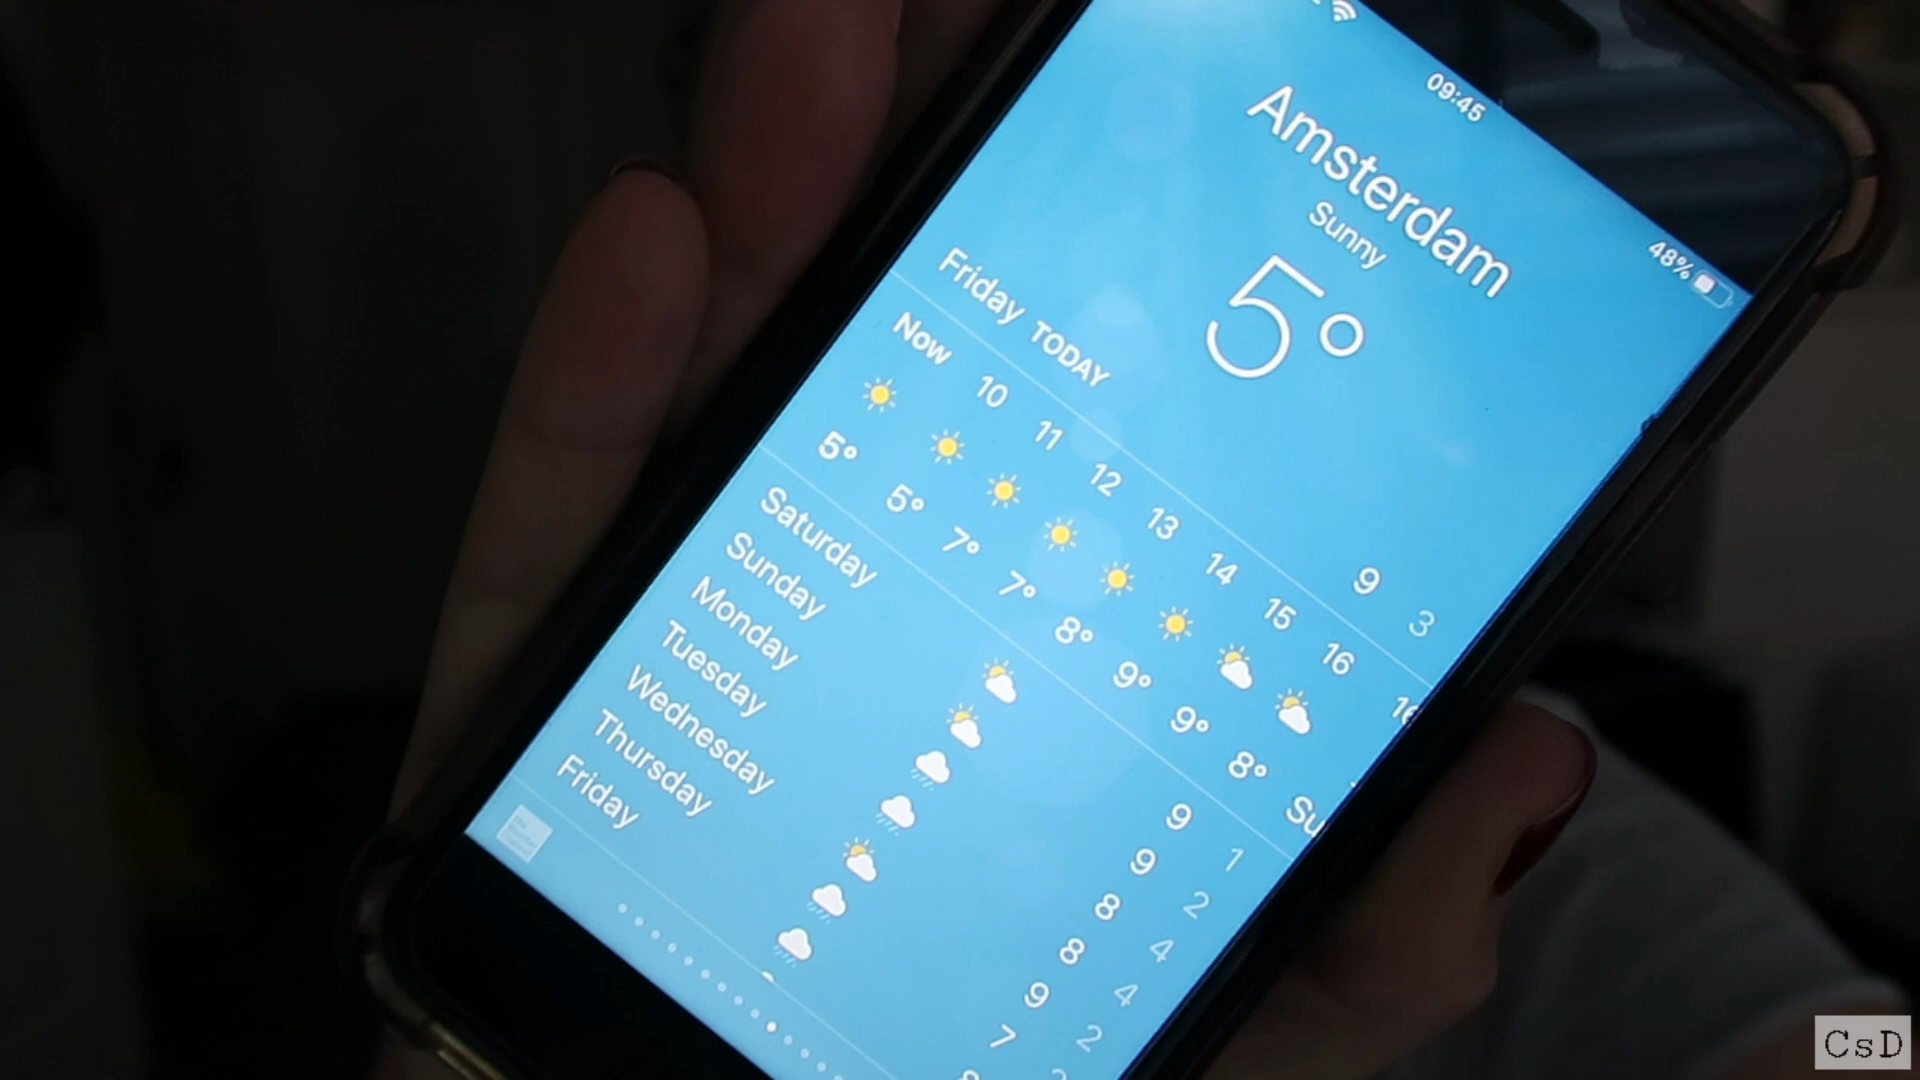 09:45
48%
Amsterdam
Sunny
5°
Friday TODAY 9 3
Now 10 11 12 13 14 15 16 16
5° 5° 7° 7° 8° 9° 9° 8° Su
Saturday 9 1
Sunday 9 2
Monday 8 4
Tuesday 8 4
Wednesday 9 2
Thursday 7
Friday
CsD